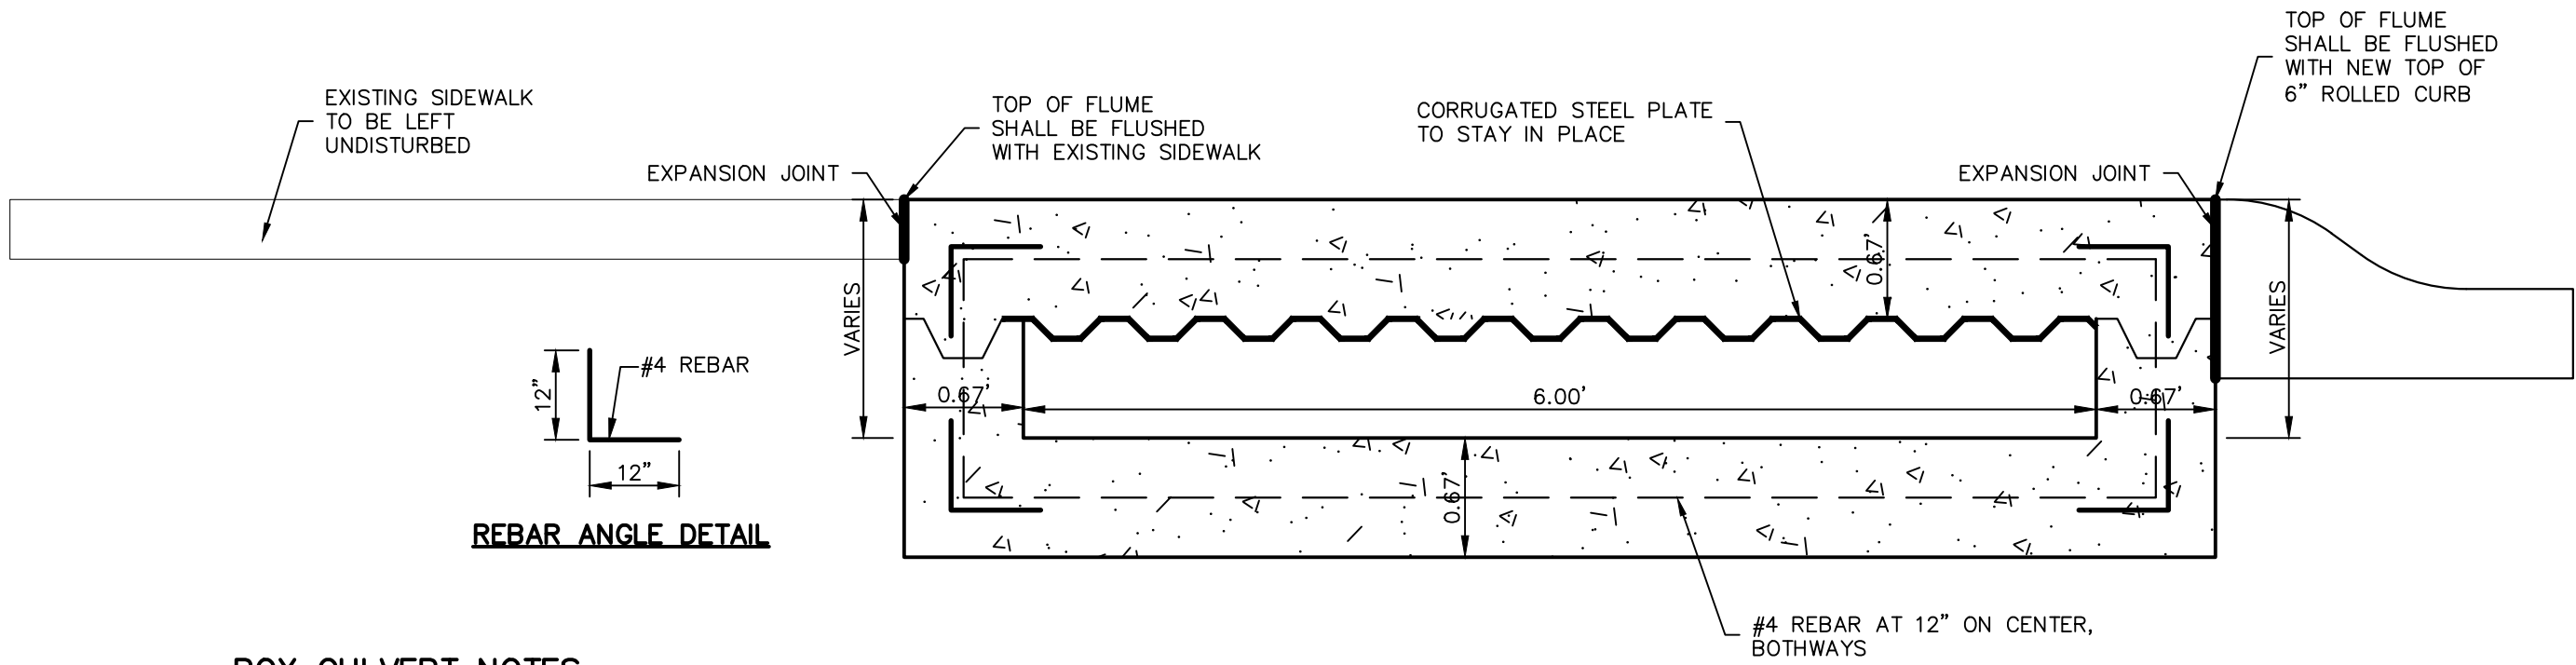 TOP OF FLUME
SHALL BE FLUSHED
WITH NEW TOP OF
6" ROLLED CURB
EXISTING SIDEWALK
TO BE LEFT
UNDISTURBED
TOP OF FLUME
SHALL BE FLUSHED
WITH EXISTING SIDEWALK
CORRUGATED STEEL PLATE
TO STAY IN PLACE
EXPANSION JOINT
EXPANSION JOINT
0.67'
VARIES
VARIES
#4 REBAR
12"
12"
0.67'
6.00'
0.67'
0.67'
REBAR ANGLE DETAIL
#4 REBAR AT 12" ON CENTER,
BOTHWAYS
BOX CULVERT NOTES